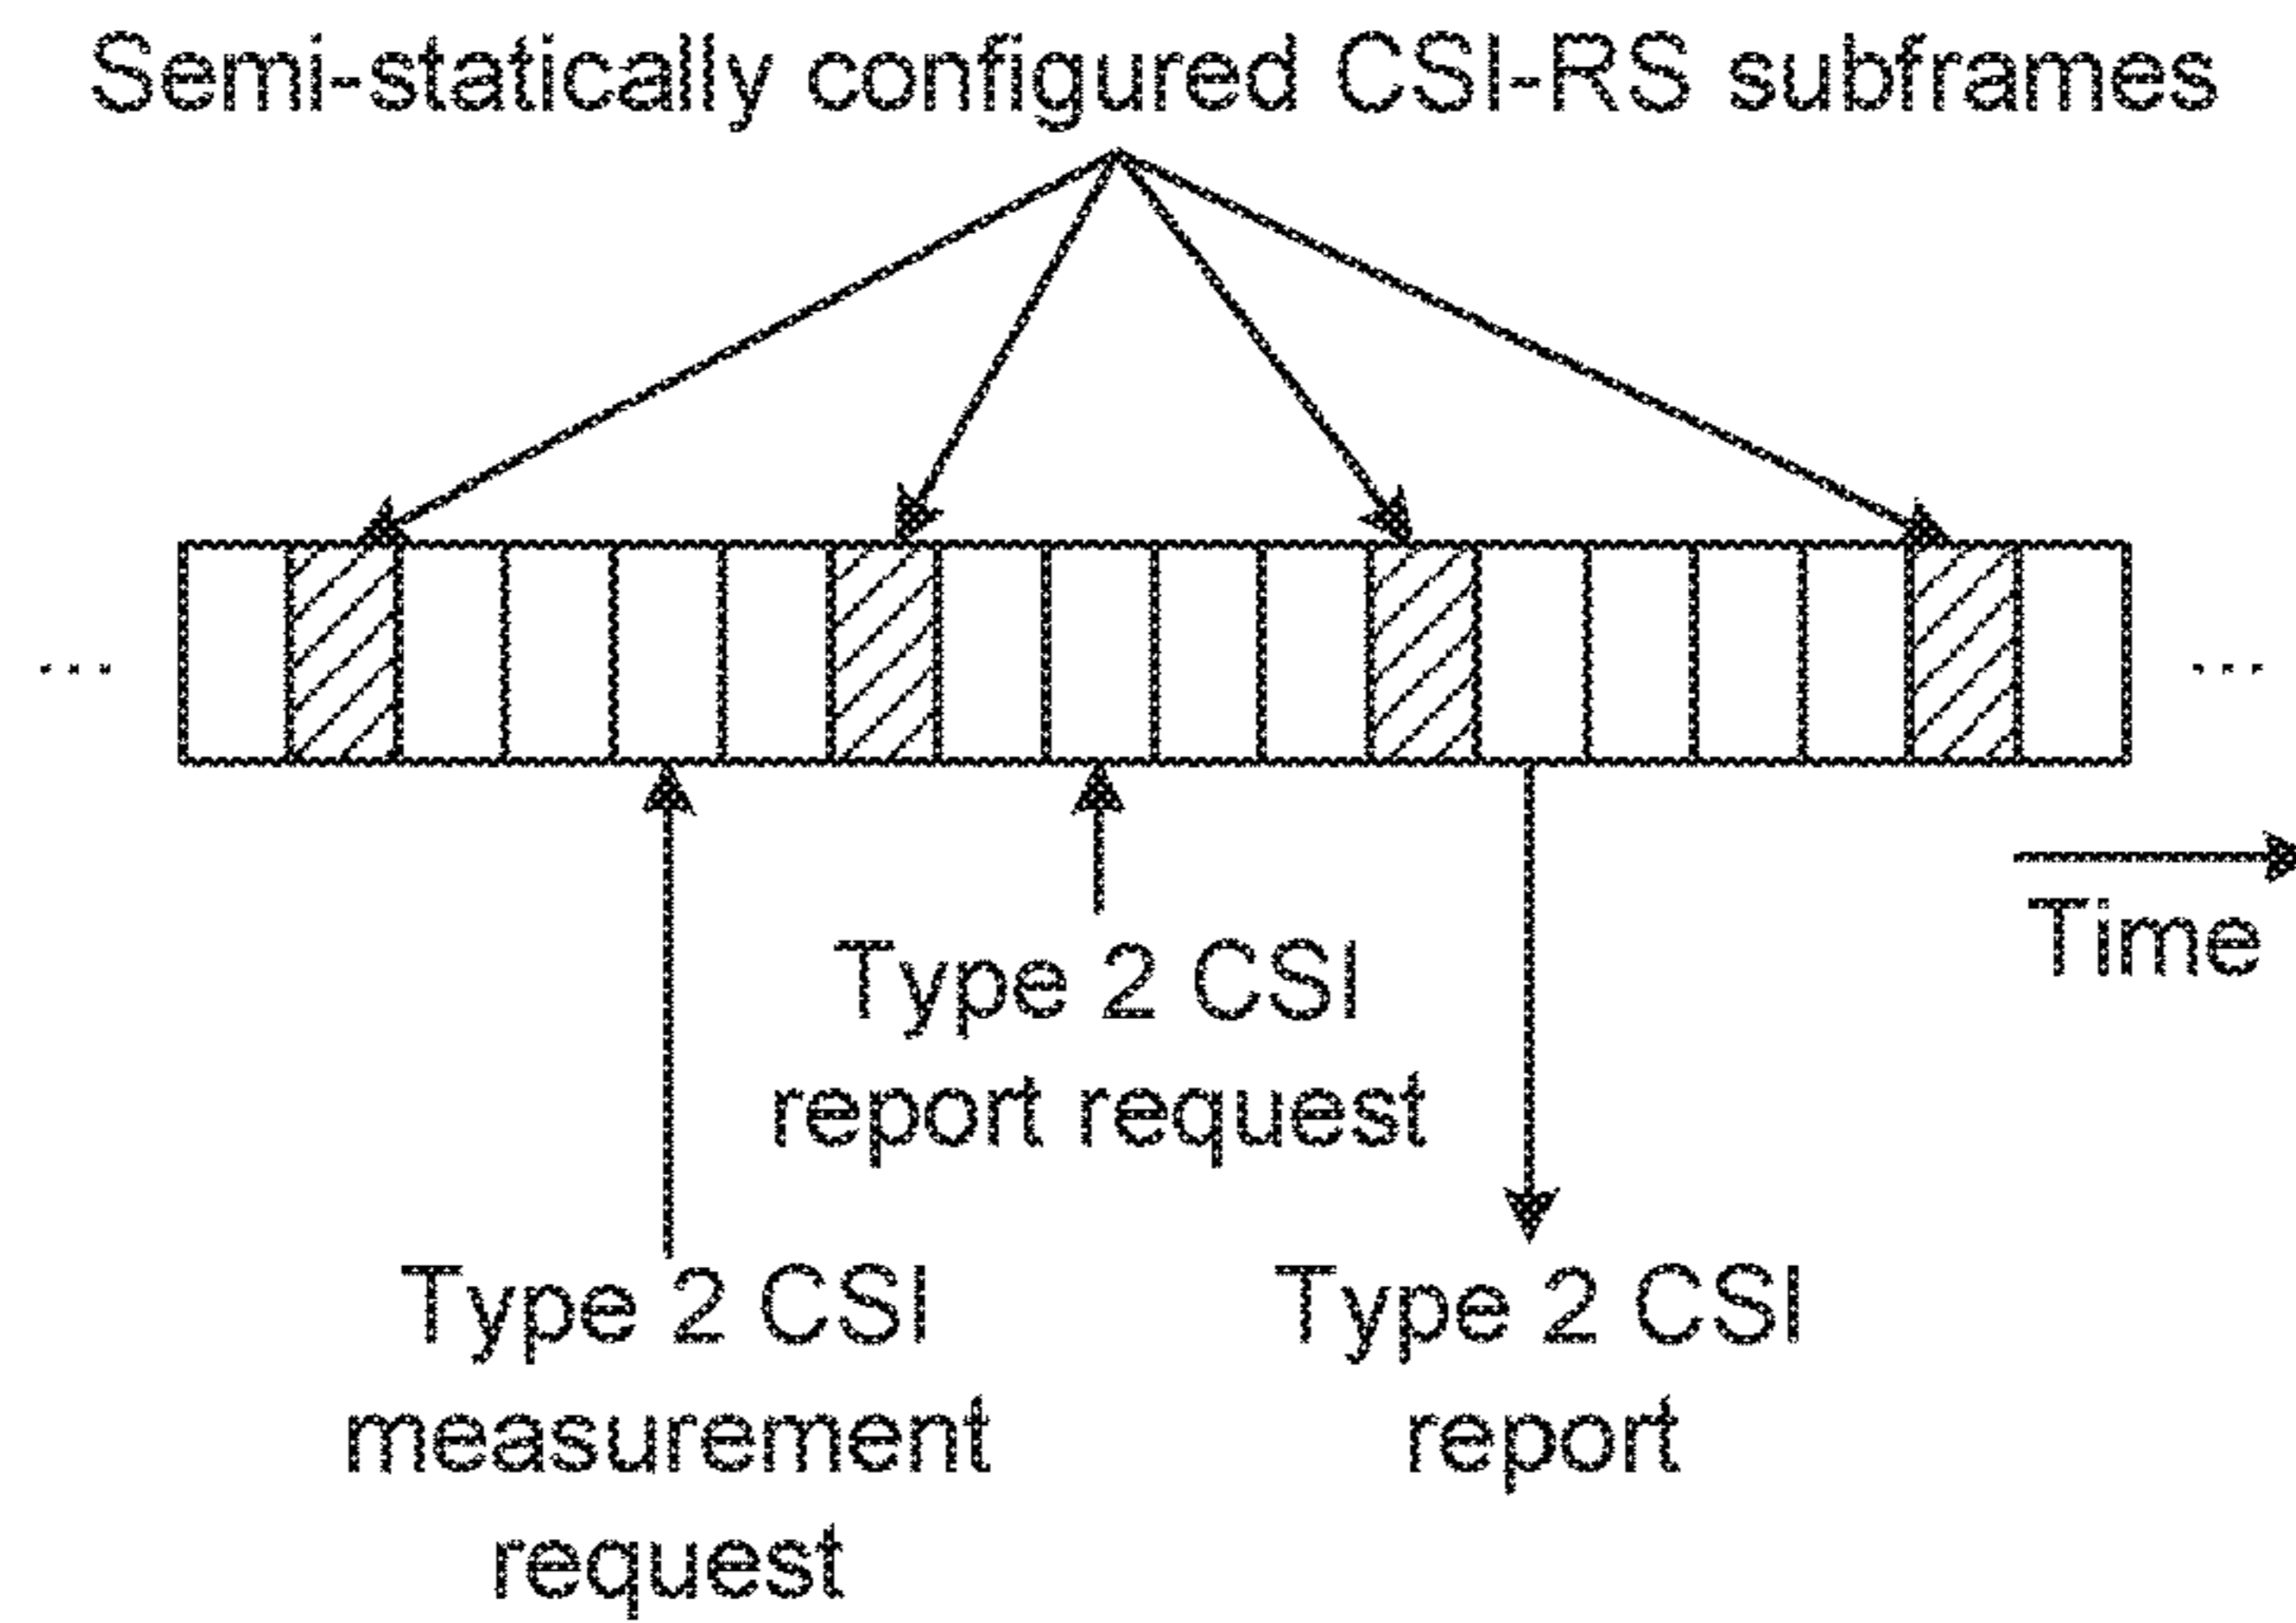 Semi-statically configured CSI-RS subframes
...
...
Time
Type 2 CSI
report request
Type 2 CSI
measurement
request
Type 2 CSI
report